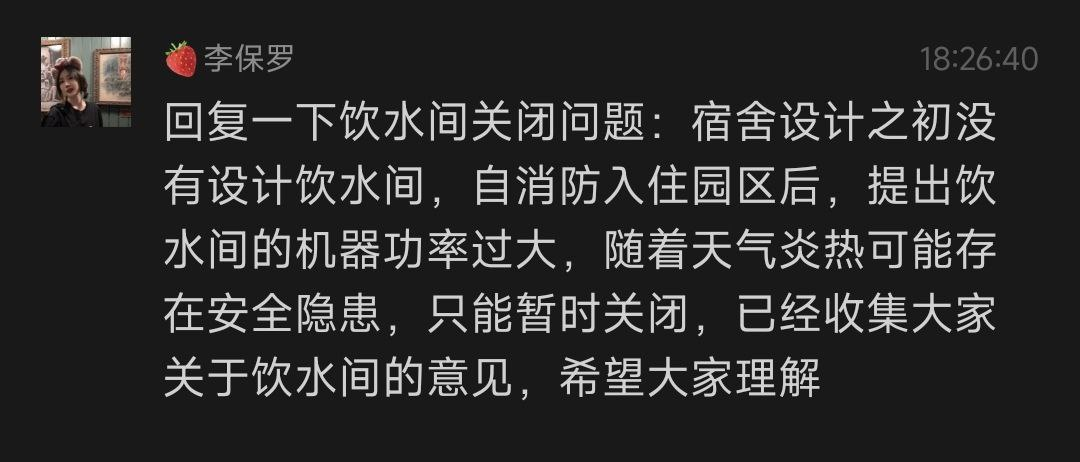 🍓李保罗 18:26:40
回复一下饮水间关闭问题：宿舍设计之初没
有设计饮水间，自消防入住园区后，提出饮
水间的机器功率过大，随着天气炎热可能存
在安全隐患，只能暂时关闭，已经收集大家
关于饮水间的意见，希望大家理解